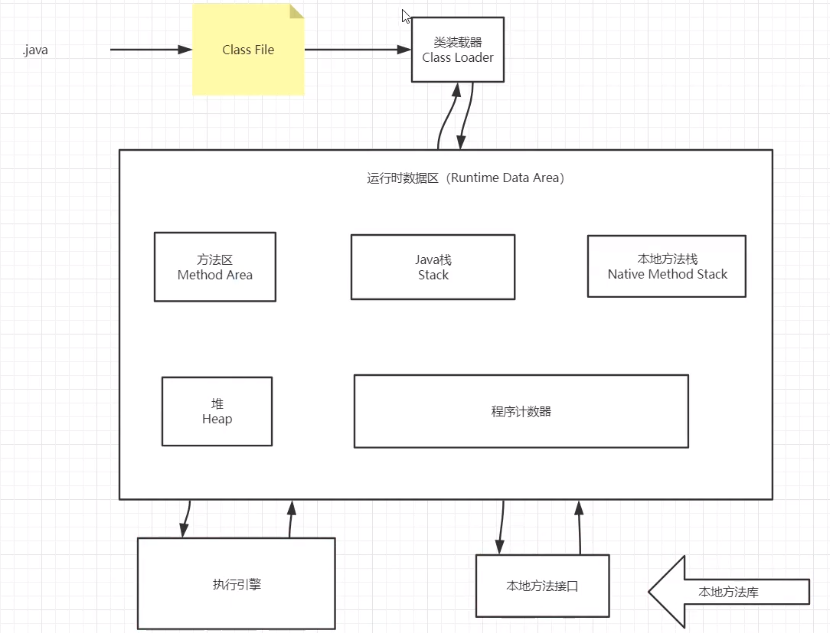 .java
Class File
类装载器
Class Loader
运行时数据区（Runtime Data Area）
方法区
Method Area
Java栈
Stack
本地方法栈
Native Method Stack
堆
Heap
程序计数器
执行引擎
本地方法接口
本地方法库